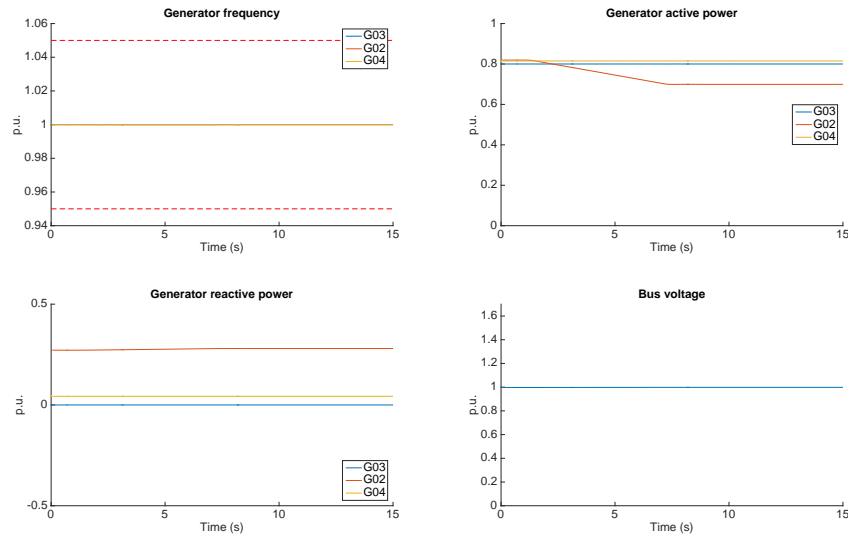 Generator frequency
1.06
1.04
1.02
1
0.98
0.96
0.94
p.u.
0
5
10
15
Time (s)
G03
G02
G04
Generator active power
1
0.8
0.6
0.4
0.2
0
p.u.
0
5
10
15
Time (s)
G03
G02
G04
Generator reactive power
0.5
0
-0.5
p.u.
0
5
10
15
Time (s)
G03
G02
G04
Bus voltage
1.6
1.4
1.2
1
0.8
0.6
0.4
0.2
0
p.u.
0
5
10
15
Time (s)